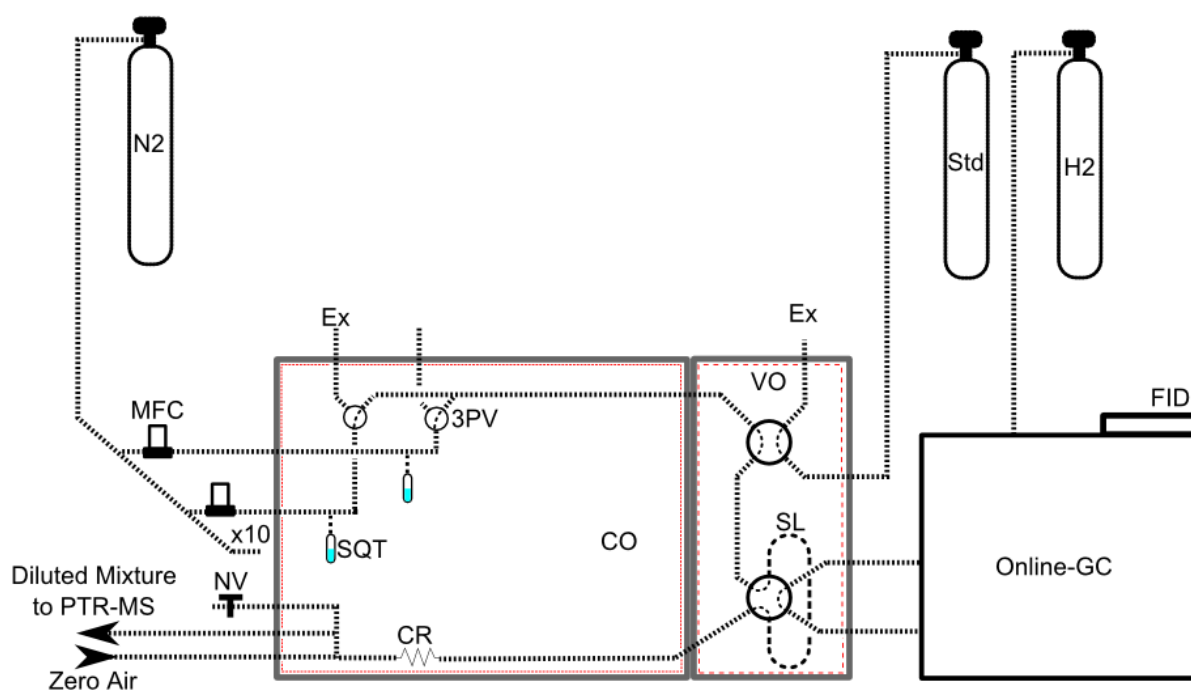 N2
Std
H2
Ex
Ex
VO
MFC
3PV
FID
x10
SQT
CO
SL
Online-GC
Diluted Mixture
to PTR-MS
NV
CR
Zero Air